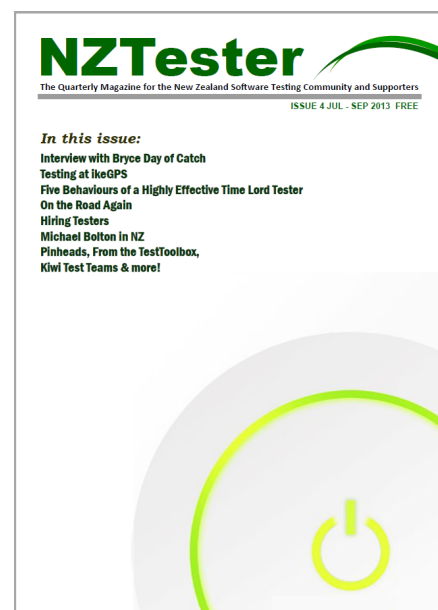 NZTester
The Quarterly Magazine for the New Zealand Software Testing Community and Supporters
ISSUE 4 JUL - SEP 2013 FREE
In this issue:
Interview with Bryce Day of Catch
Testing at ikeGPS
Five Behaviours of a Highly Effective Time Lord Tester
On the Road Again
Hiring Testers
Michael Bolton in NZ
Pinheads, From the TestToolbox,
Kiwi Test Teams & more!